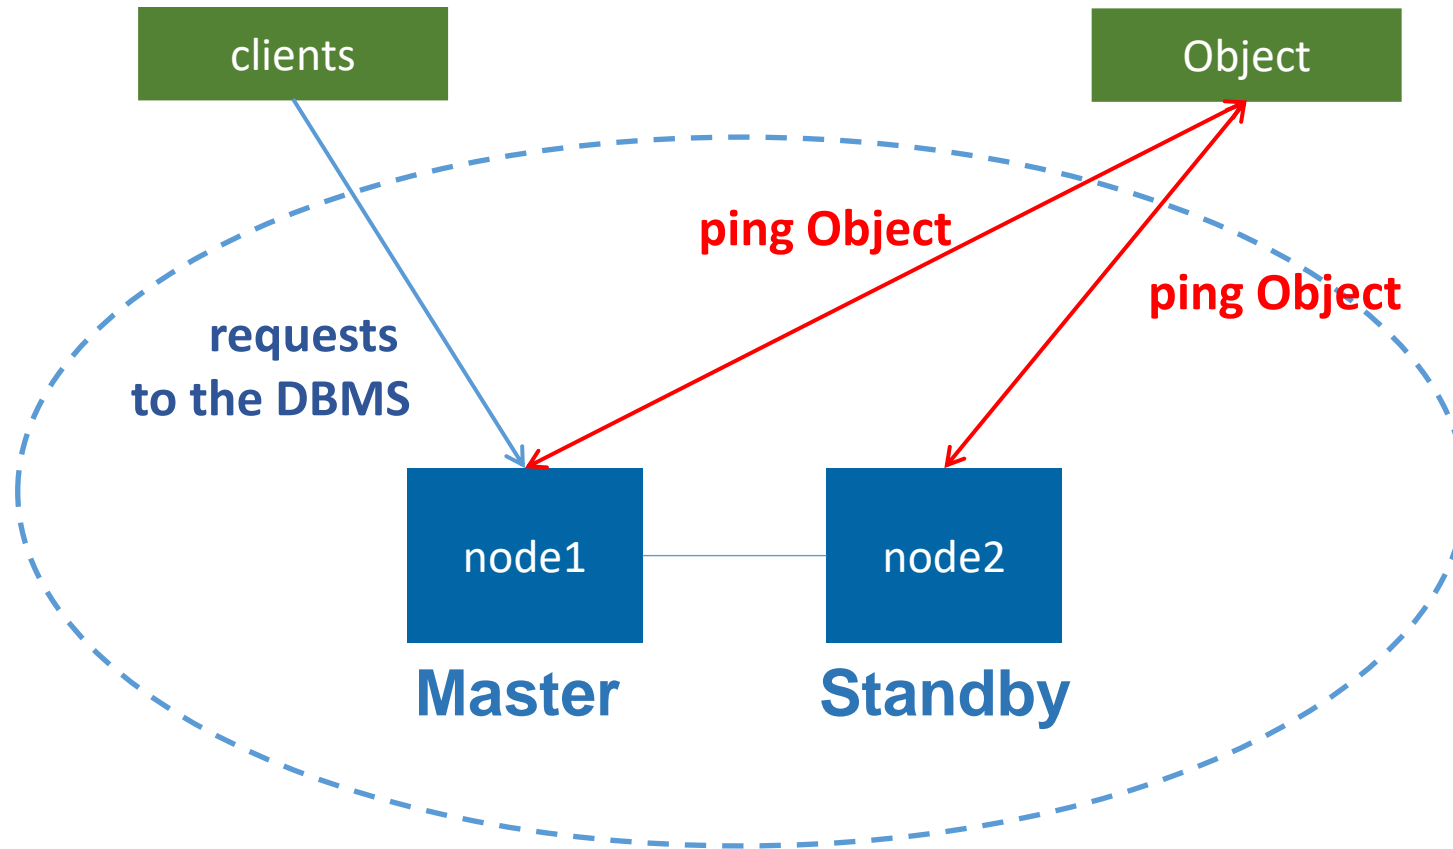 clients
Object
ping Object
ping Object
requests
to the DBMS
node1
node2
Master
Standby